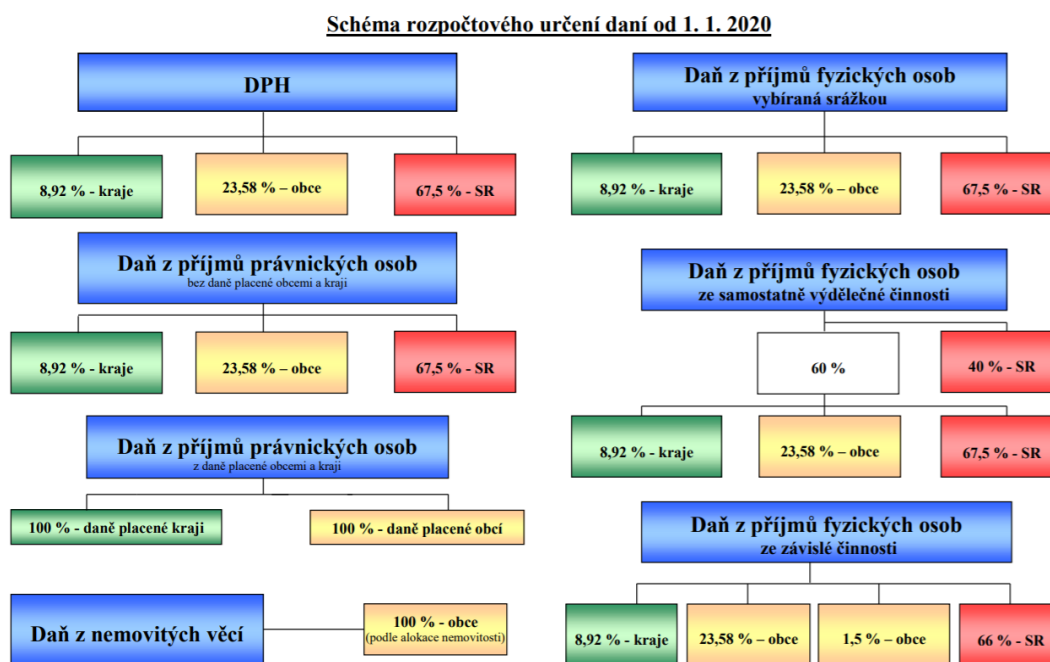 Schéma rozpočtového určení daní od 1. 1. 2020
DPH
8,92 % - kraje
23,58 % – obce
67,5 % - SR
Daň z příjmů právnických osob
bez daně placené obcemi a kraji
8,92 % - kraje
23,58 % – obce
67,5 % - SR
Daň z příjmů právnických osob
z daně placené obcemi a kraji
100 % - daně placené kraji
100 % - daně placené obcí
Daň z nemovitých věcí
100 % - obce
(podle alokace nemovitosti)
Daň z příjmů fyzických osob
vybíraná srážkou
8,92 % - kraje
23,58 % – obce
67,5 % - SR
Daň z příjmů fyzických osob
ze samostatně výdělečné činnosti
60 %
40 % - SR
8,92 % - kraje
23,58 % – obce
67,5 % - SR
Daň z příjmů fyzických osob
ze závislé činnosti
8,92 % - kraje
23,58 % – obce
1,5 % – obce
66 % - SR